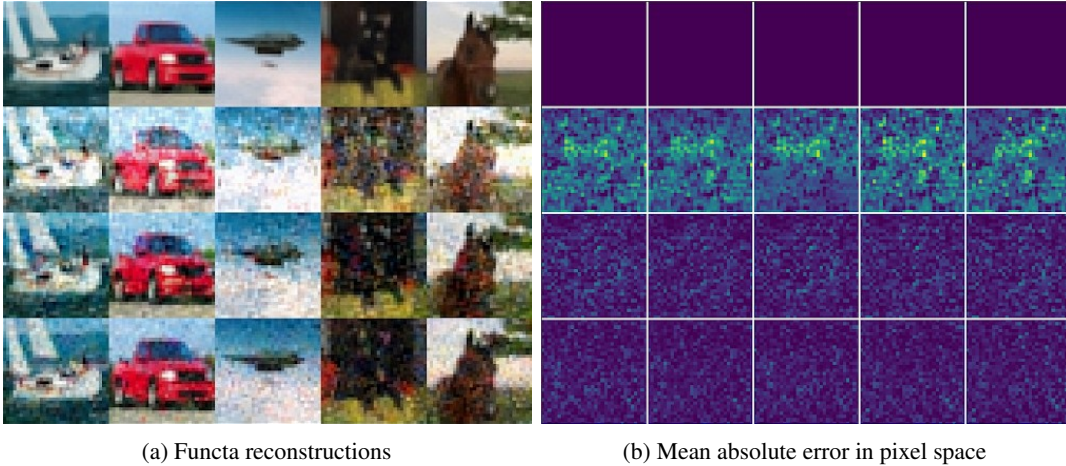 (a) Functa reconstructions
(b) Mean absolute error in pixel space